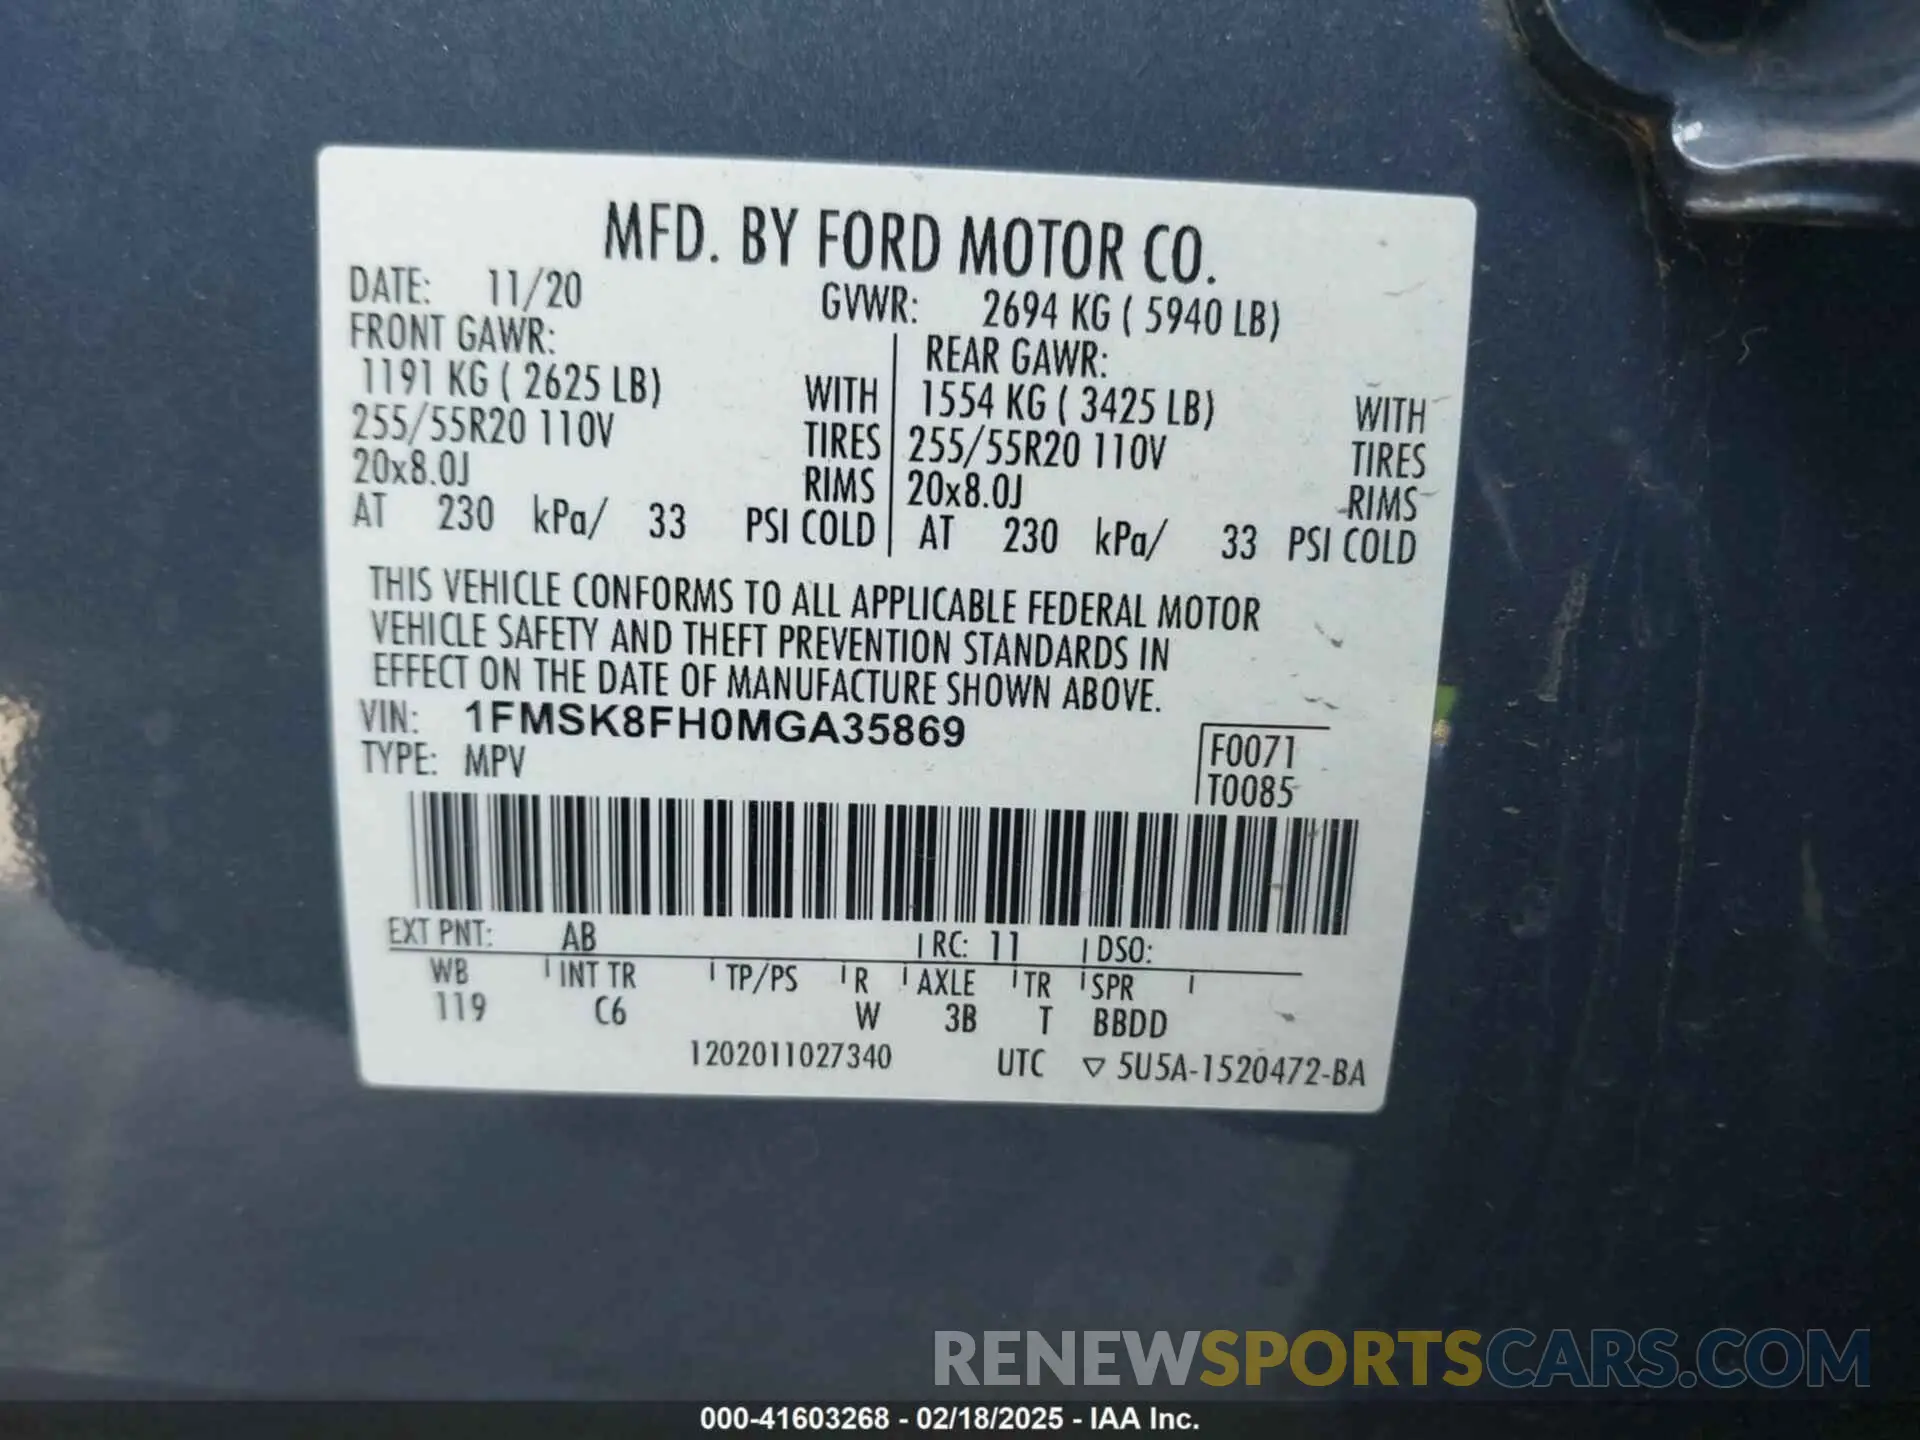 MFD. BY FORD MOTOR CO.
DATE: 11/20 GVWR: 2694 KG ( 5940 LB)
FRONT GAWR: REAR GAWR:
1191 KG ( 2625 LB) WITH 1554 KG ( 3425 LB) WITH
255/55R20 110V TIRES 255/55R20 110V TIRES
20x8.0J RIMS 20x8.0J RIMS
AT 230 kPa/ 33 PSI COLD AT 230 kPa/ 33 PSI COLD
THIS VEHICLE CONFORMS TO ALL APPLICABLE FEDERAL MOTOR
VEHICLE SAFETY AND THEFT PREVENTION STANDARDS IN
EFFECT ON THE DATE OF MANUFACTURE SHOWN ABOVE.
VIN: 1FMSK8FH0MGA35869
TYPE: MPV
F0071
T0085
EXT PNT: AB RC: 11 DSO:
WB INT TR TP/PS R AXLE TR SPR
119 C6 W 3B T BBDD
1202011027340 UTC ▽ 5U5A-1520472-BA
RENEWSPORTSCARS.COM
000-41603268 - 02/18/2025 - IAA Inc.